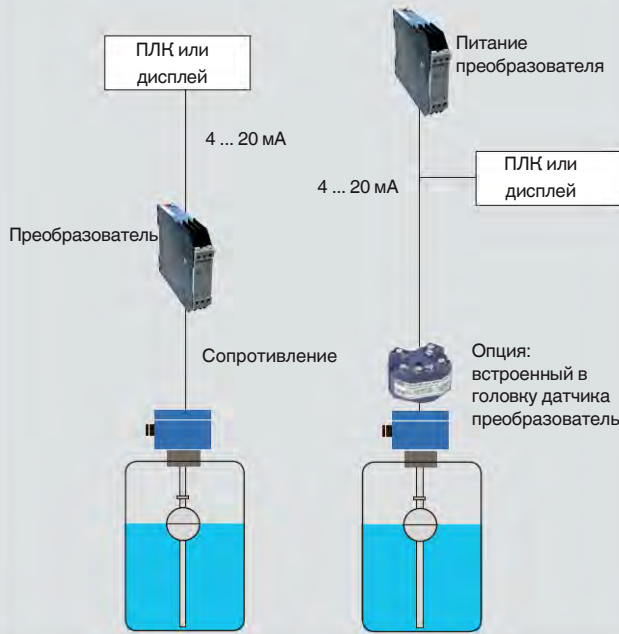 ПЛК или
дисплей
4 ... 20 мА
Преобразователь
Сопротивление
Питание
преобразователя
ПЛК или
дисплей
4 ... 20 мА
Опция:
встроенный в
головку датчика
преобразователь